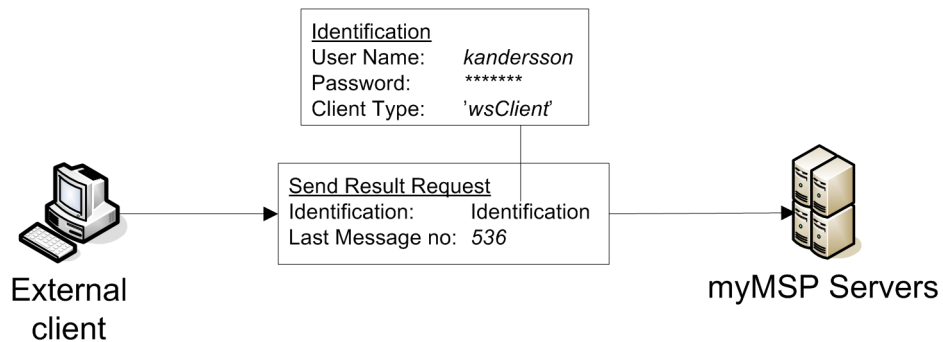 Identification
User Name: kandersson
Password: *******
Client Type: 'wsClient'
Send Result Request
Identification: Identification
Last Message no: 536
External
client
myMSP Servers